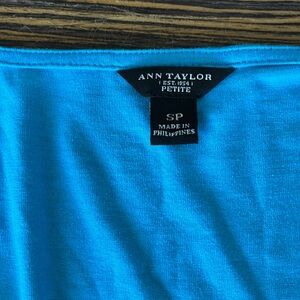 ANN TAYLOR
EST. 1954
PETITE
SP
MADE IN
PHILIPPINES